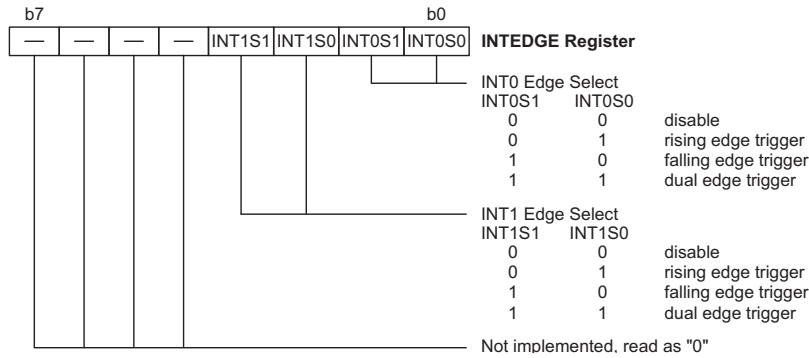 b7 b0
— — — — INT1S1 INT1S0 INT0S1 INT0S0 INTEDGE Register
INT0 Edge Select
INT0S1 INT0S0
0 0 disable
0 1 rising edge trigger
1 0 falling edge trigger
1 1 dual edge trigger
INT1 Edge Select
INT1S1 INT1S0
0 0 disable
0 1 rising edge trigger
1 0 falling edge trigger
1 1 dual edge trigger
Not implemented, read as "0"